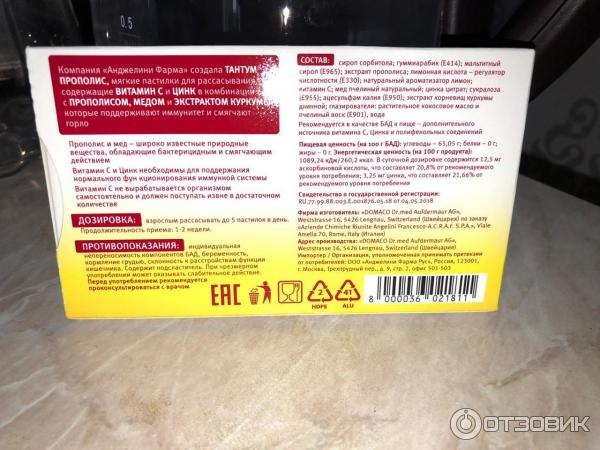 0.5
Компания «Анджелини Фарма» создала ТАНТУМ
ПРОПОЛИС, мягкие пастилки для рассасывания,
содержащие ВИТАМИН С и ЦИНК в комбинации
с ПРОПОЛИСОМ, МЕДОМ и ЭКСТРАКТОМ КУРКУМЫ,
которые поддерживают иммунитет и смягчают
горло
Прополис и мед – широко известные природные
вещества, обладающие бактерицидным и смягчающим
действием
Витамин С и Цинк необходимы для поддержания
нормального фун кционирования иммунной системы
Витамин С не вырабатывается организмом
самостоятельно и должен поступать извне в достаточном
количестве
ДОЗИРОВКА: взрослым рассасывать до 5 пастилок в день.
Продолжительность приема: 1-2 недели.
ПРОТИВОПОКАЗАНИЯ: индивидуальная
непереносимость компонентов БАД, беременность,
кормление грудью, склонность к расстройствам функции
кишечника. Содержит подсластитель. При чрезмерном
употреблении может оказывать слабительное действие.
Перед употреблением рекомендуется
проконсультироваться с врачом
СОСТАВ: сироп сорбитола; гуммиарабик (E414); мальтитный
сироп (E965); экстракт прополиса; лимонная кислота – регулятор
кислотности (E330); натуральный ароматизатор лимон;
витамин С; мед пчелиный натуральный; цинка цитрат; сукралоза
(E955); ацесульфам калия (E950); экстракт корневищ куркумы
длинной; глазирователи: растительное кокосовое масло и
пчелиный воск (E901), вода
Рекомендуется в качестве БАД к пище – дополнительного
источника витамина С, Цинка и полифенольных соединений
Пищевая ценность (на 100 г БАД): углеводы – 65,05 г; белки – 0 г;
жиры – 0 г. Энергетическая ценность (на 100 г продукта):
1089,24 кДж/260,2 ккал. В суточной дозировке содержится 12,5 мг
аскорбиновой кислоты, что составляет 20,8% от рекомендуемого
уровня потребления; 3,25 мг цинка, что составляет 21,66% от
рекомендуемого уровня потребления.
Свидетельство о государственной регистрации:
RU.77.99.88.003.E.001876.05.18 от 04.05.2018
Фирма изготовитель: «DOMACO Dr.med Aufdermaur AG»,
Weststrasse 16, 5426 Lengnau, Switzerland (Швейцария) по заказу
«Aziende Chimiche Riunite Angelini Francesco-A.C.R.A.F. S.P.A.», Viale
Amelia 70, Rome, Italy (Италия)
Адрес производства: «DOMACO Dr.med Aufdermaur AG»,
Weststrasse 16, 5426 Lengnau, Switzerland (Швейцария)
Импортер / Организация, уполномоченная принимать претензии
от потребителей: ООО «Анджелини Фарма Рус», Россия, 123001,
г. Москва, Трехпрудный пер., д. 9, стр. 2, офис 501-503
EAC
2
HDPE
41
ALU
8 000036 021811
ОТЗОВИК